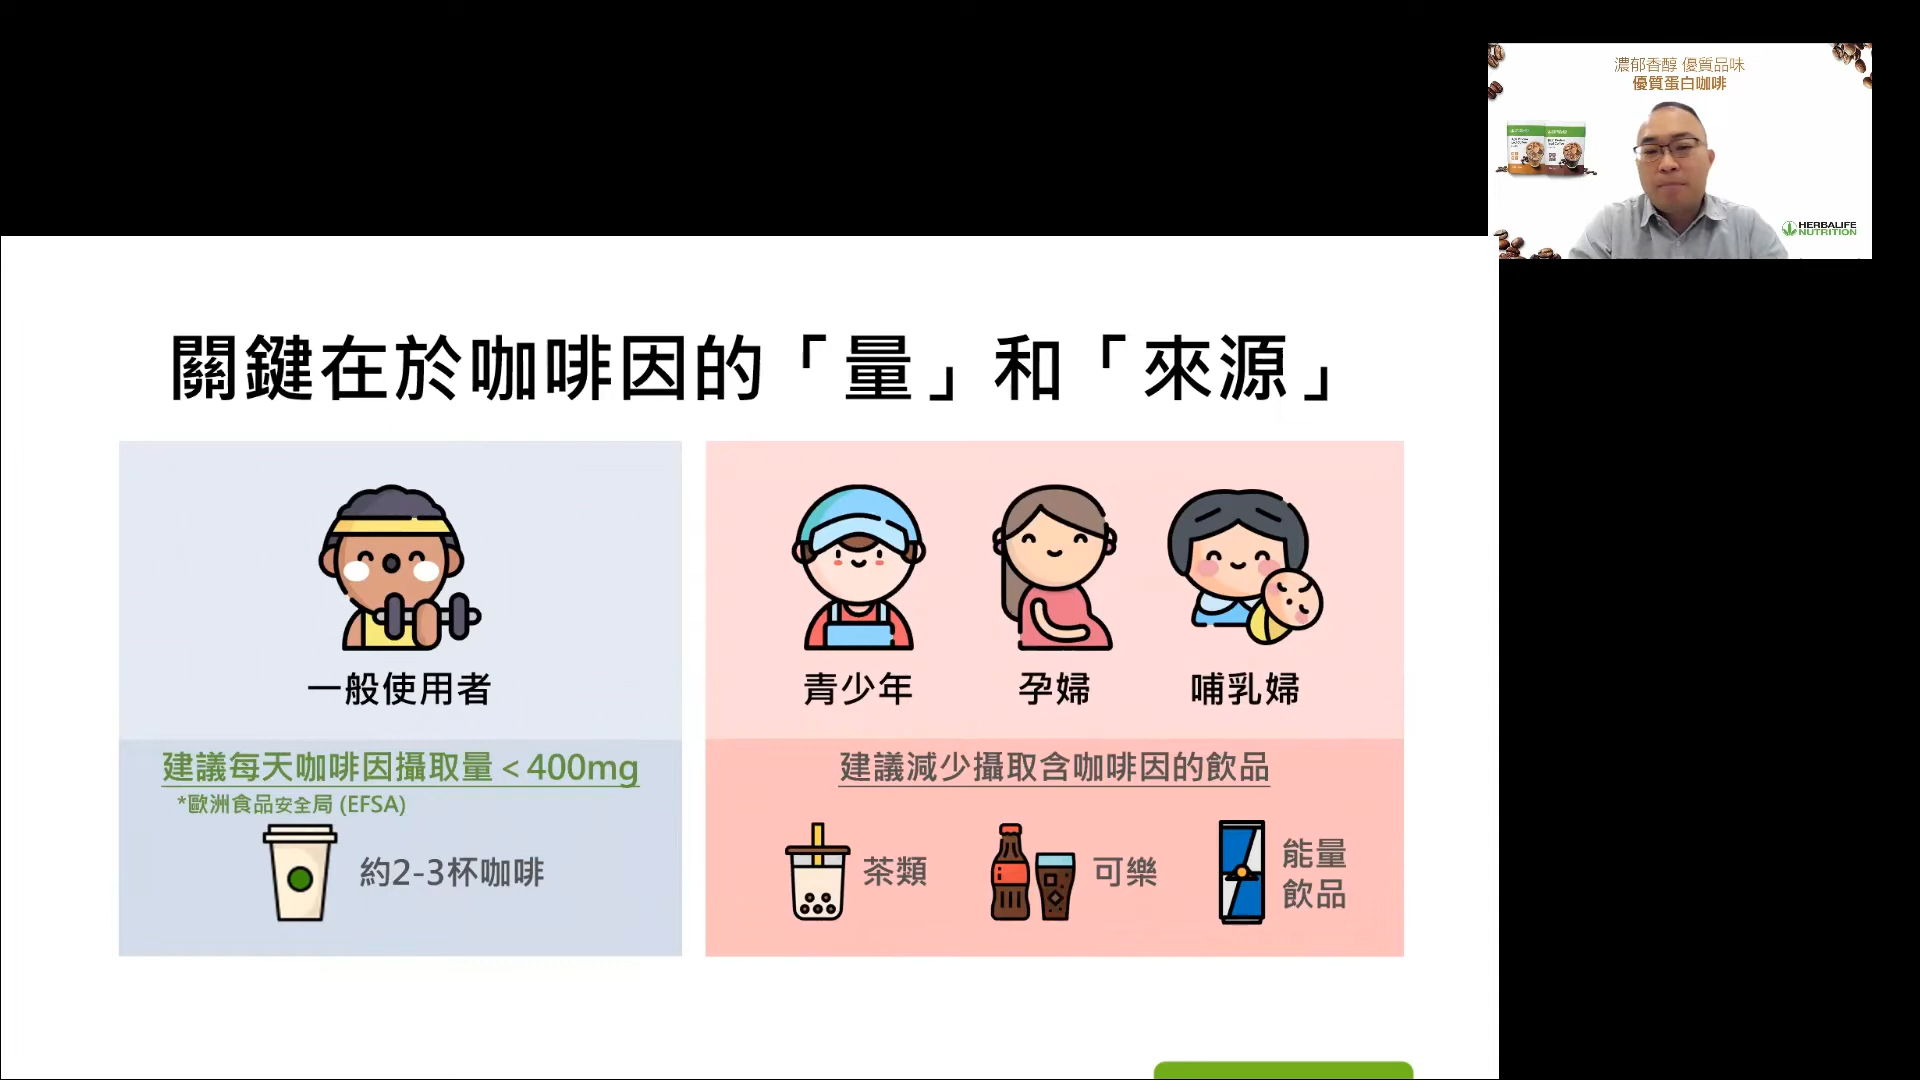 濃郁香醇 優質品味
優質蛋白咖啡
HERBALIFE
NUTRITION
關鍵在於咖啡因的「量」和「來源」
一般使用者
建議每天咖啡因攝取量<400mg
*歐洲食品安全局 (EFSA)
約2-3杯咖啡
青少年
孕婦
哺乳婦
建議減少攝取含咖啡因的飲品
茶類
可樂
能量
飲品